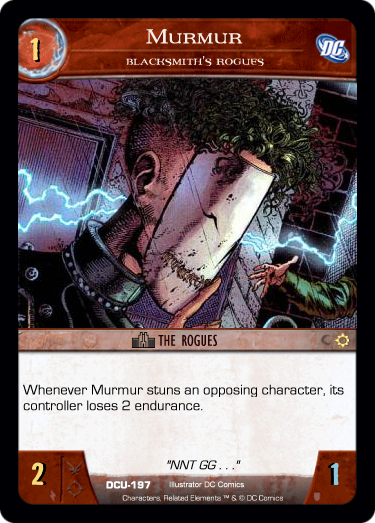 1
MURMUR
BLACKSMITH'S ROGUES
DC
THE ROGUES
Whenever Murmur stuns an opposing character, its
controller loses 2 endurance.
"NNT GG . . ."
2
DCU-197 Illustrator DC Comics
1
Characters, Related Elements ™ & © DC Comics